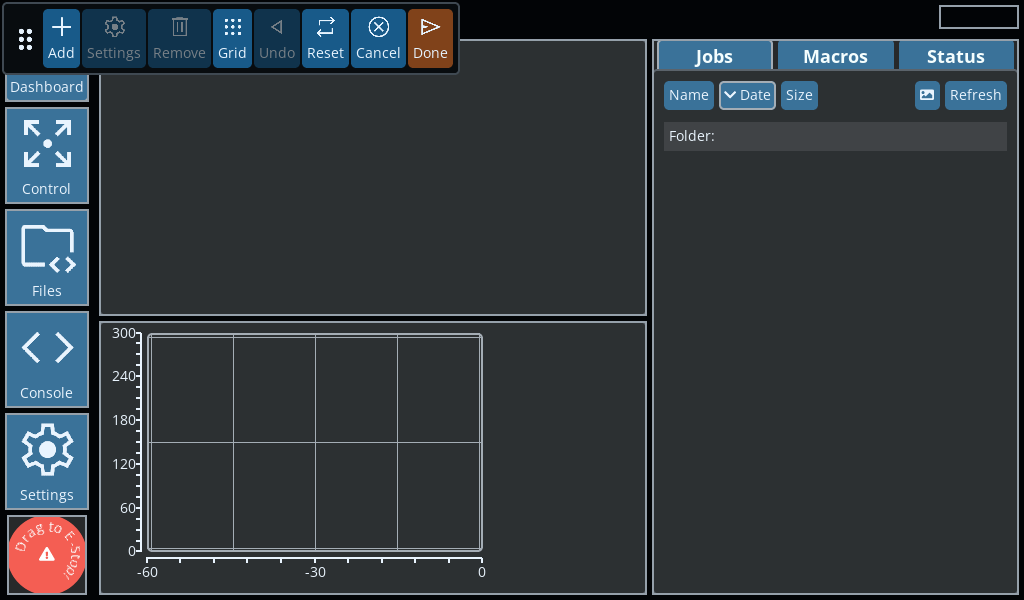 Add Settings Remove Grid Undo Reset Cancel Done
Dashboard
Control
Files
Console
Settings
Drag to E-Stop!
Jobs Macros Status
Name Date Size Refresh
Folder:
300
240
180
120
60
0
-60 -30 0